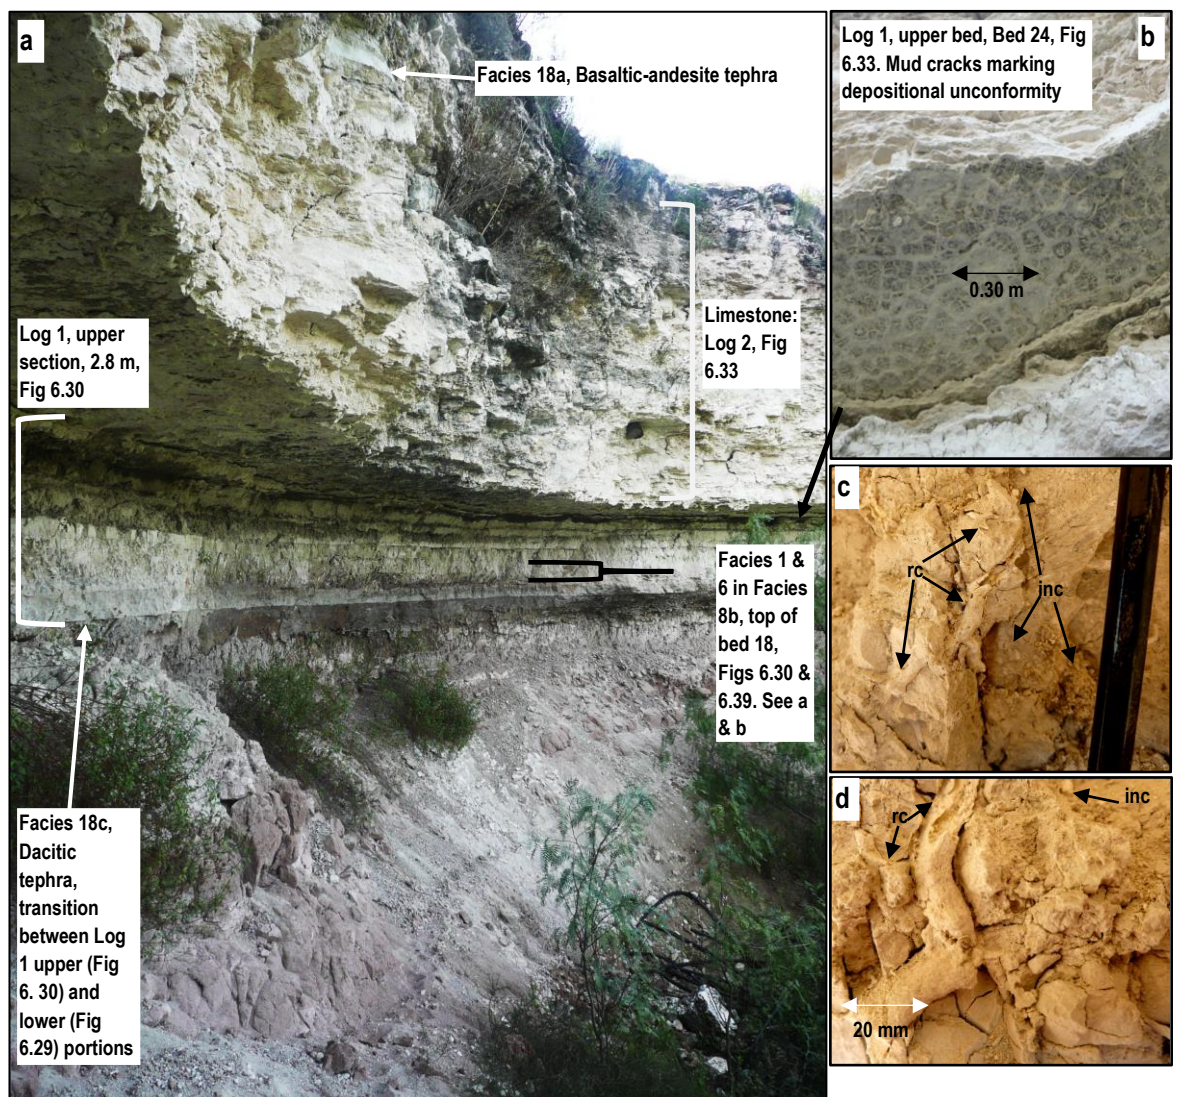 a
Facies 18a, Basaltic-andesite tephra
Log 1, upper
section, 2.8 m,
Fig 6.30
Limestone:
Log 2, Fig
6.33
Facies 1 &
6 in Facies
8b, top of
bed 18,
Figs 6.30 &
6.39. See a
& b
Facies 18c,
Dacitic
tephra,
transition
between Log
1 upper (Fig
6. 30) and
lower (Fig
6.29) portions
b
Log 1, upper bed, Bed 24, Fig
6.33. Mud cracks marking
depositional unconformity
0.30 m
c
rc
inc
d
rc
inc
20 mm